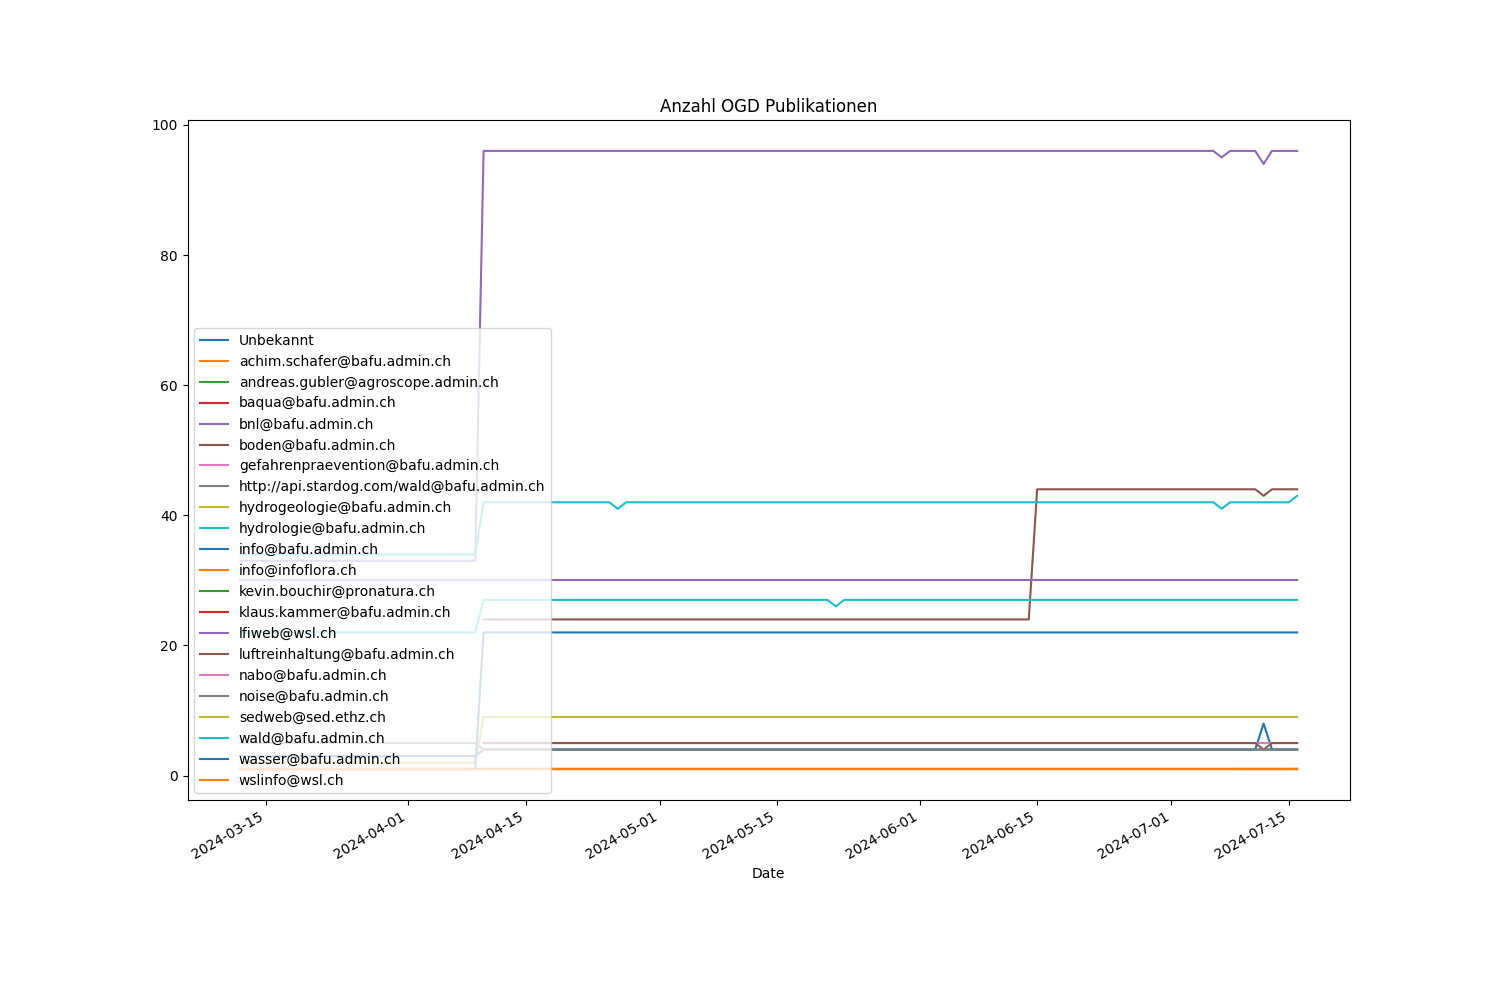 Anzahl OGD Publikationen
100
80
60
40
20
0
Unbekannt
achim.schafer@bafu.admin.ch
andreas.gubler@agroscope.admin.ch
baqua@bafu.admin.ch
bnl@bafu.admin.ch
boden@bafu.admin.ch
gefahrenpraevention@bafu.admin.ch
http://api.stardog.com/wald@bafu.admin.ch
hydrogeologie@bafu.admin.ch
hydrologie@bafu.admin.ch
info@bafu.admin.ch
info@infoflora.ch
kevin.bouchir@pronatura.ch
klaus.kammer@bafu.admin.ch
lfiweb@wsl.ch
luftreinhaltung@bafu.admin.ch
nabo@bafu.admin.ch
noise@bafu.admin.ch
sedweb@sed.ethz.ch
wald@bafu.admin.ch
wasser@bafu.admin.ch
wslinfo@wsl.ch
2024-03-15
2024-04-01
2024-04-15
2024-05-01
2024-05-15
2024-06-01
2024-06-15
2024-07-01
2024-07-15
Date